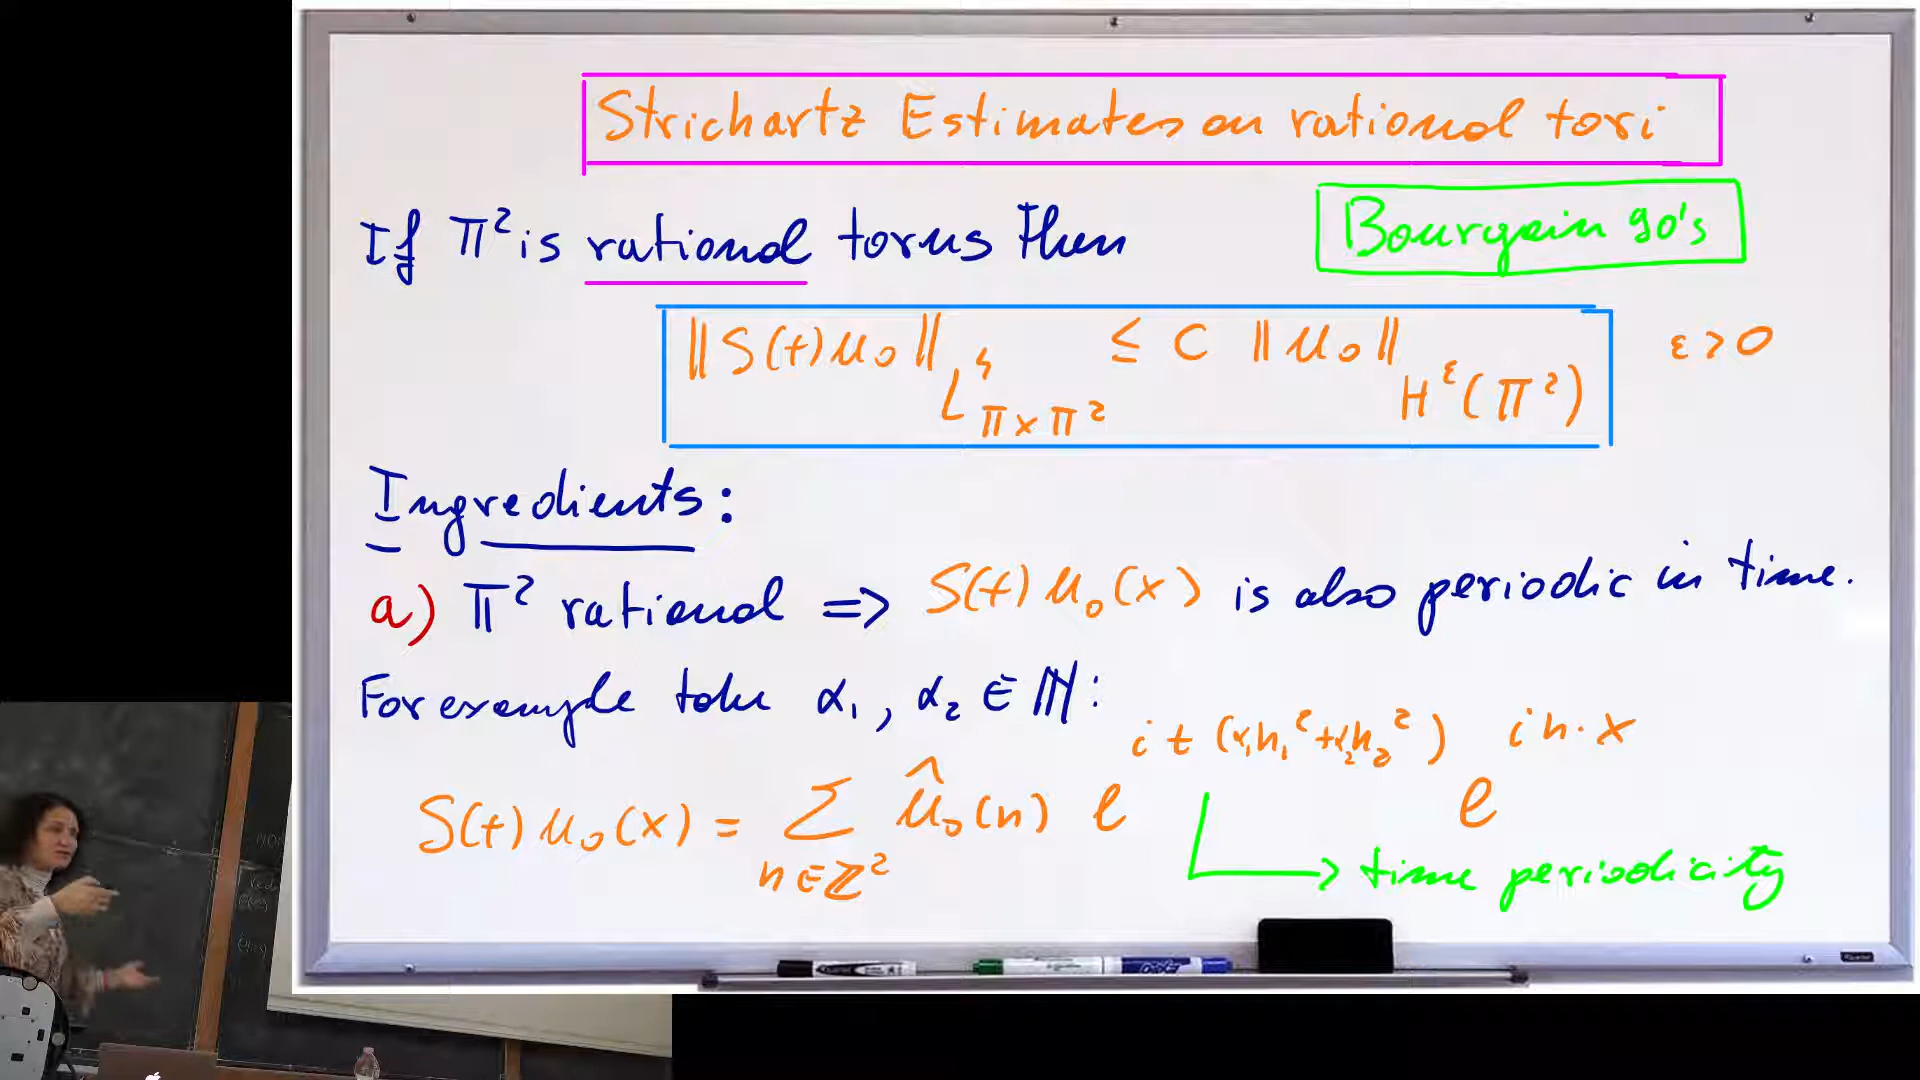 Strichartz Estimates on rational tori
If 𝕋² is rational torus then
Bourgain 90's
‖S(t)u₀‖_{L⁴_{𝕋×𝕋²}} ≤ C ‖u₀‖_{H^ε(𝕋²)} ε>0
Ingredients:
a) 𝕋² rational => S(t)u₀(x) is also periodic in time.
For example take α₁, α₂ ∈ ℕ:
S(t)u₀(x) = ∑_{n∈ℤ²} û₀(n) e^{it(α₁n₁²+α₂n₂²)} e^{in·x}
↳ time periodicity